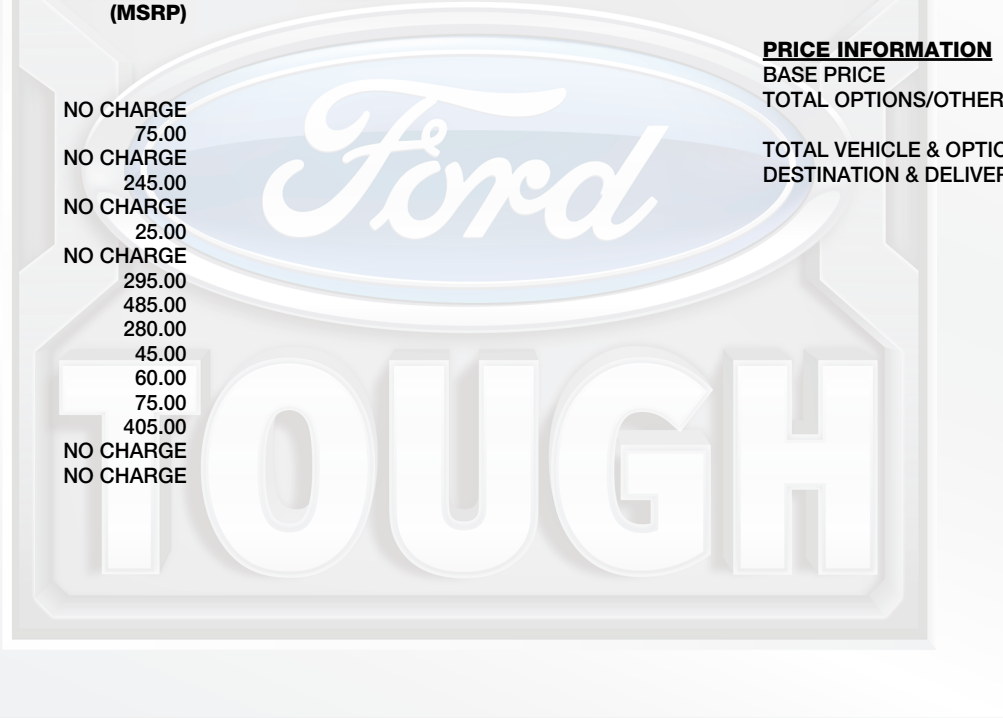 (MSRP)
NO CHARGE
75.00
NO CHARGE
245.00
NO CHARGE
25.00
NO CHARGE
295.00
485.00
280.00
45.00
60.00
75.00
405.00
NO CHARGE
NO CHARGE
PRICE INFORMATION
BASE PRICE
TOTAL OPTIONS/OTHER
TOTAL VEHICLE & OPTIO
DESTINATION & DELIVER
Ford
TOUGH